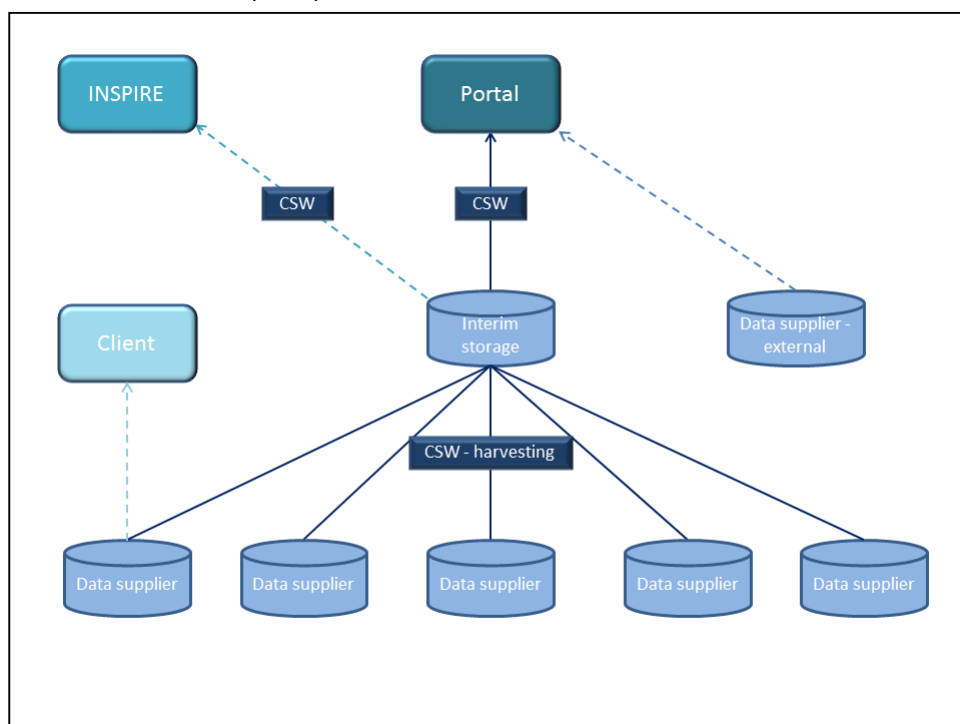 INSPIRE
Portal
CSW
CSW
Client
Interim
storage
Data supplier -
external
CSW - harvesting
Data supplier
Data supplier
Data supplier
Data supplier
Data supplier